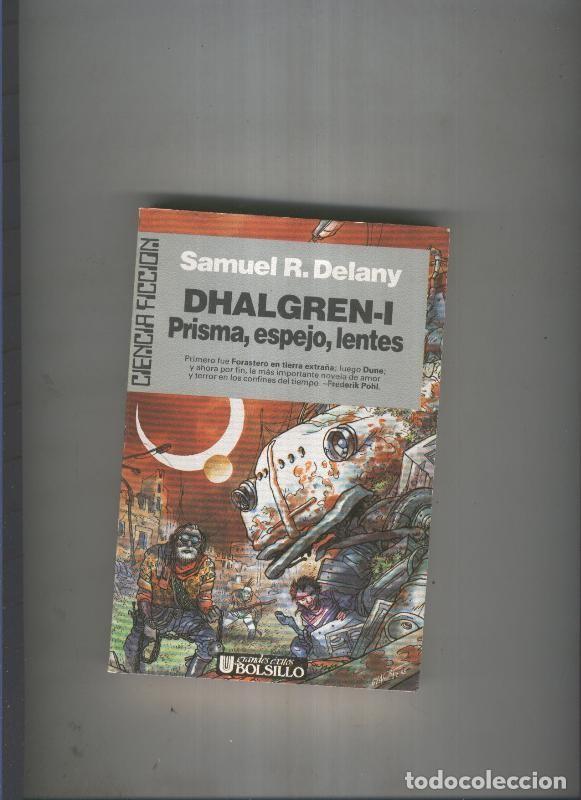 CIENCIA FICCION
Samuel R. Delany
DHALGREN-I
Prisma, espejo, lentes
Primero fue Forastero en tierra extraña; luego Dune;
y ahora por fin, la más importante novela de amor
y terror en los confines del tiempo. –Frederik Pohl.
U grandes éxitos
BOLSILLO
todocoleccion